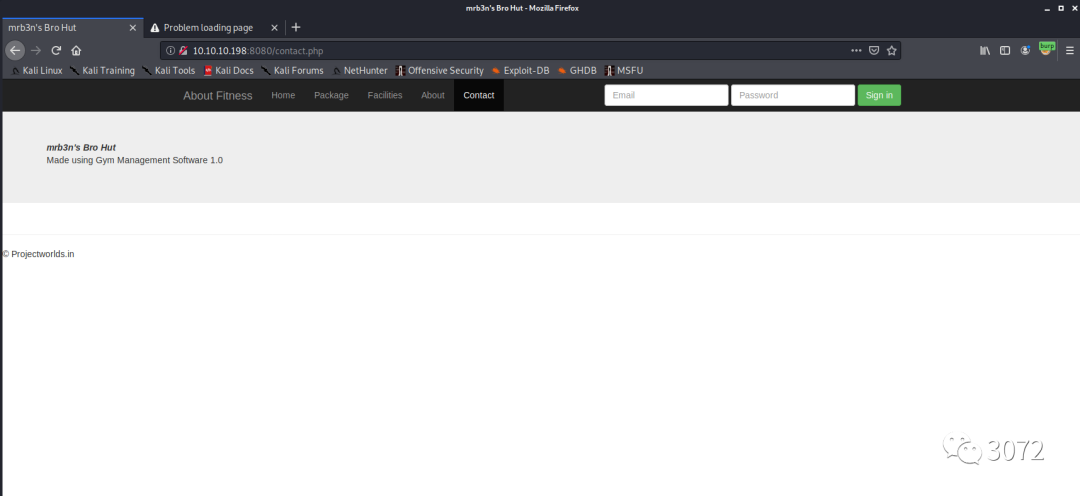 mrb3n's Bro Hut - Mozilla Firefox
mrb3n's Bro Hut
Problem loading page
10.10.10.198:8080/contact.php
burp
Kali Linux Kali Training Kali Tools Kali Docs Kali Forums NetHunter Offensive Security Exploit-DB GHDB MSFU
About Fitness Home Package Facilities About Contact Email Password Sign in
mrb3n's Bro Hut
Made using Gym Management Software 1.0
© Projectworlds.in
3072